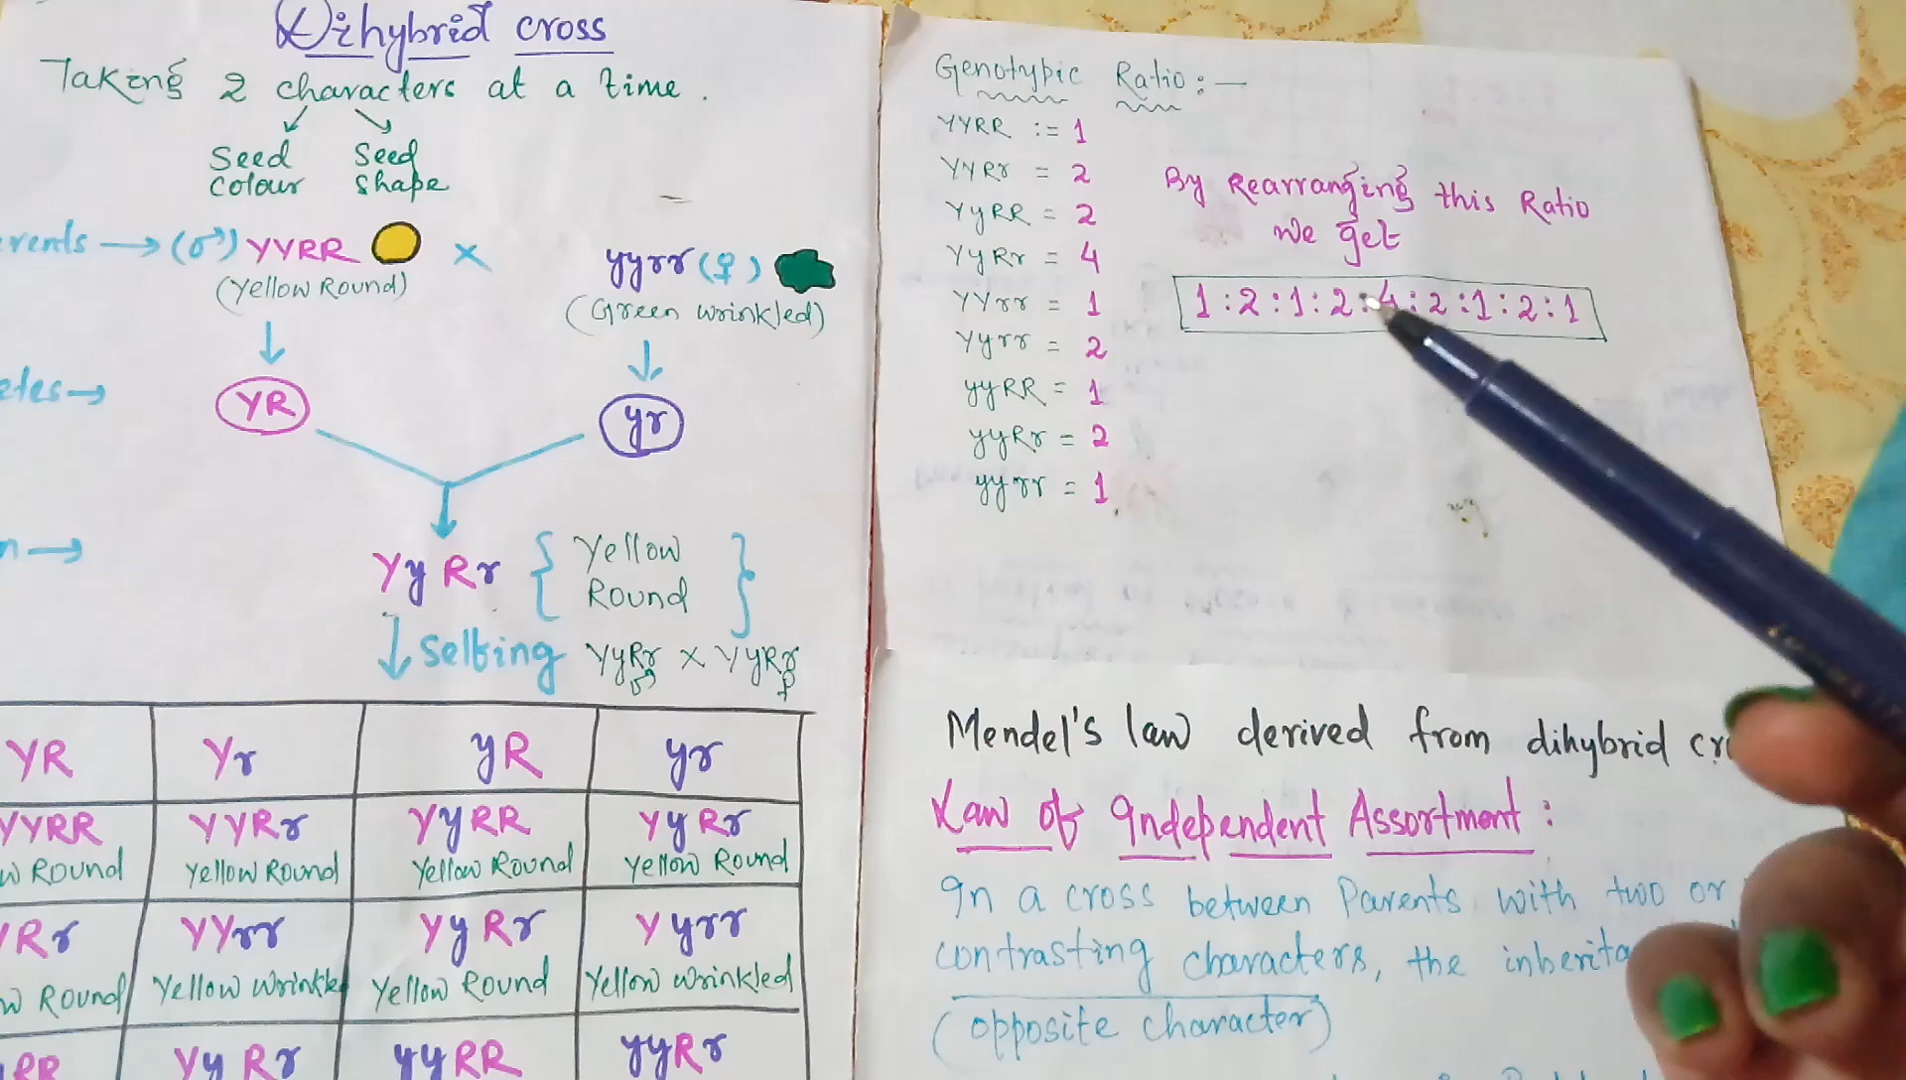 Dihybrid cross
Taking 2 characters at a time.
Seed Seed
colour shape
(♂) YYRR × yyrr (♀)
(Yellow Round) (Green wrinkled)
YR yr
YyRr { Yellow Round }
Selfing YyRr ♂ × YyRr ♀
YR Yr yR yr
YYRR YYRr YyRR YyRr
Round Yellow Round Yellow Round Yellow Round
Rr YYrr YyRr Yyrr
Round Yellow wrinkled Yellow Round Yellow wrinkled
YyRr yyRR yyRr
Genotypic Ratio:—
YYRR := 1
YYRr = 2
YyRR = 2
YyRr = 4
YYrr = 1
Yyrr = 2
yyRR = 1
yyRr = 2
yyrr = 1
By Rearranging this Ratio
we get
1:2:1:2:4:2:1:2:1
Mendel's law derived from dihybrid
Law of Independent Assortment:
In a cross between Parents with two or
contrasting characters, the
(opposite character)